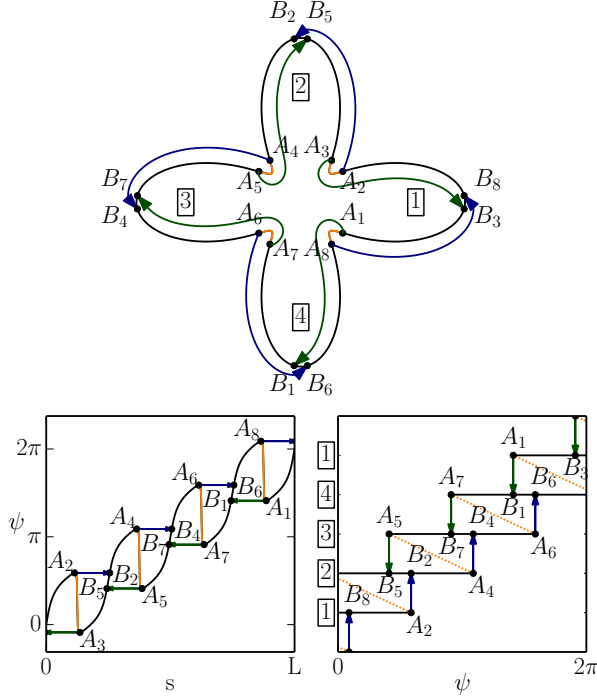 B₂ B₅
2
A₄ A₃
A₅ A₂
B₇ B₈
3 1
B₄ B₃
A₆ A₁
A₇ A₈
4
B₁ B₆
2π
π
0
ψ
A₈
A₆
B₆
B₁ A₁
A₄
B₄
B₇ A₇
A₂
B₂
B₅ A₅
A₃
0 L
s
1
4
3
2
1
A₁
B₃
A₇ B₆
B₁
A₅ B₄
B₇ A₆
B₂
B₅ A₄
B₈
A₂
0 2π
ψ